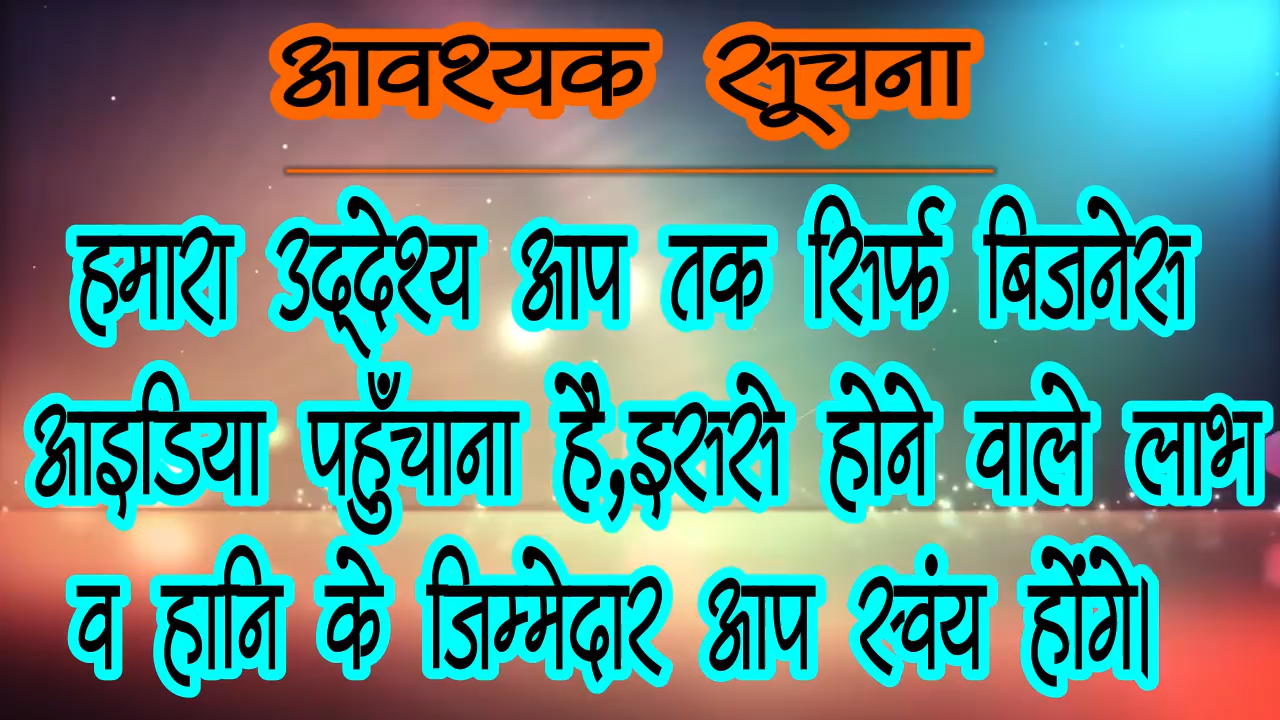 आवश्यक सूचना
हमारा उद्‌देश्य आप तक सिर्फ बिजनेस
आइडिया पहुँचाना है,इससे होने वाले लाभ
व हानि के जिम्मेदार आप स्वंय होंगे।